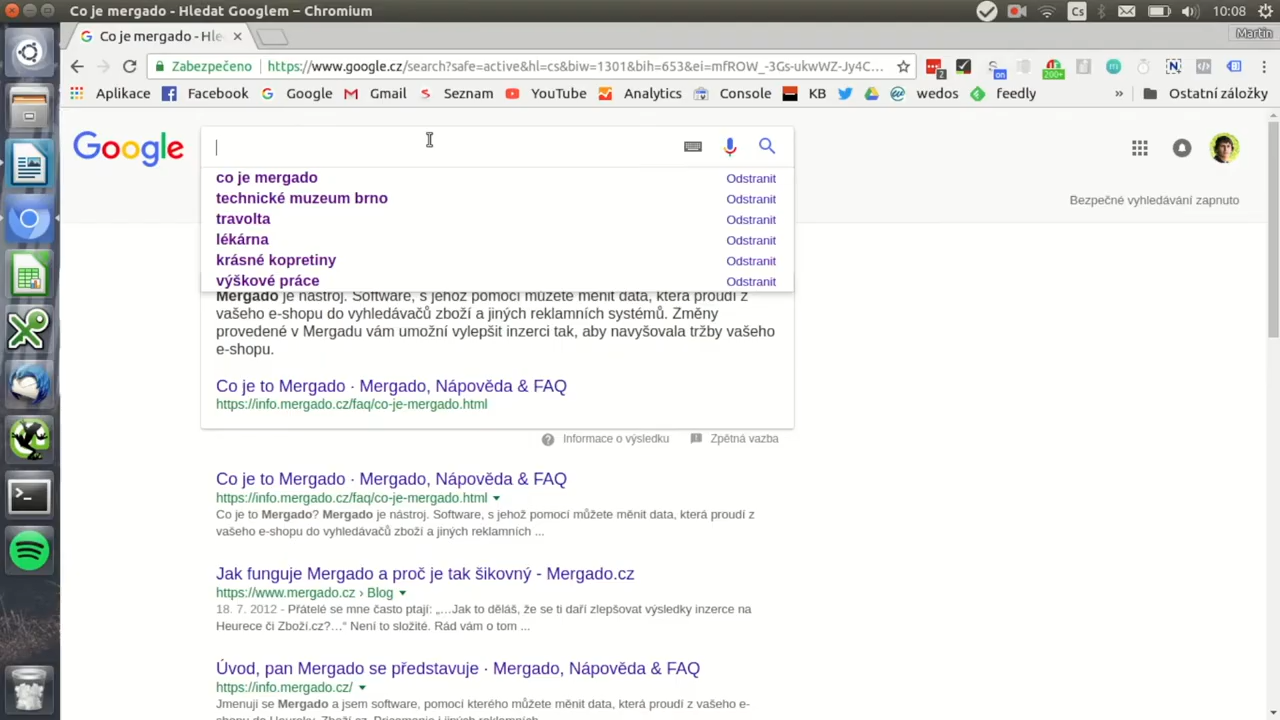 Co je mergado - Hledat Googlem – Chromium
Cs
10:08
Co je mergado - Hle
Martin
Zabezpečeno
https://www.google.cz/search?safe=active&hl=cs&biw=1301&bih=653&ei=mfROW_-3Gs-ukwWZ-Jy4C...
2
on
200+
Aplikace
Facebook
Google
Gmail
Seznam
YouTube
Analytics
Console
KB
wedos
feedly
»
Ostatní záložky
Google
co je mergado Odstranit
technické muzeum brno Odstranit
travolta Odstranit
lékárna Odstranit
krásné kopretiny Odstranit
výškové práce Odstranit
Bezpečné vyhledávání zapnuto
Mergado je nástroj. Software, s jehož pomocí můžete měnit data, která proudí z
vašeho e-shopu do vyhledávačů zboží a jiných reklamních systémů. Změny
provedené v Mergadu vám umožní vylepšit inzerci tak, aby navyšovala tržby vašeho
e-shopu.
Co je to Mergado · Mergado, Nápověda & FAQ
https://info.mergado.cz/faq/co-je-mergado.html
Informace o výsledku
Zpětná vazba
Co je to Mergado · Mergado, Nápověda & FAQ
https://info.mergado.cz/faq/co-je-mergado.html
Co je to Mergado? Mergado je nástroj. Software, s jehož pomocí můžete měnit data, která proudí z
vašeho e-shopu do vyhledávačů zboží a jiných reklamních ...
Jak funguje Mergado a proč je tak šikovný - Mergado.cz
https://www.mergado.cz › Blog
18. 7. 2012 - Přátelé se mne často ptají: „…Jak to děláš, že se ti daří zlepšovat výsledky inzerce na
Heurece či Zboží.cz?…“ Není to složité. Rád vám o tom ...
Úvod, pan Mergado se představuje · Mergado, Nápověda & FAQ
https://info.mergado.cz/
Jmenuji se Mergado a jsem software, pomocí kterého můžete měnit data, která proudí z vašeho e-